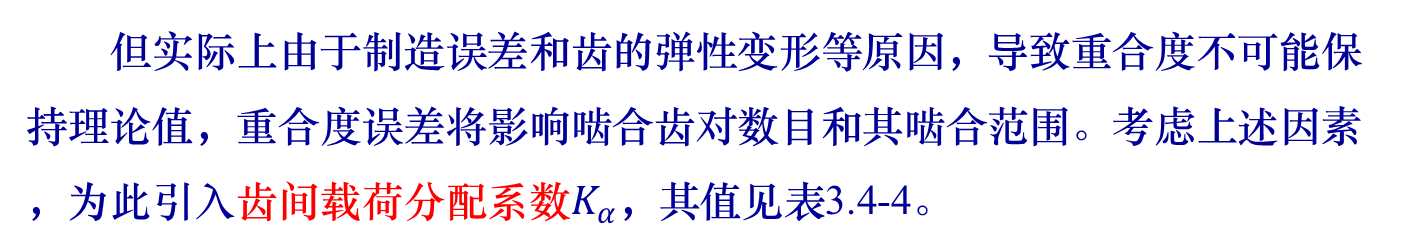 但实际上由于制造误差和齿的弹性变形等原因，导致重合度不可能保
持理论值，重合度误差将影响啮合齿对数目和其啮合范围。考虑上述因素
，为此引入齿间载荷分配系数Kα，其值见表3.4-4。